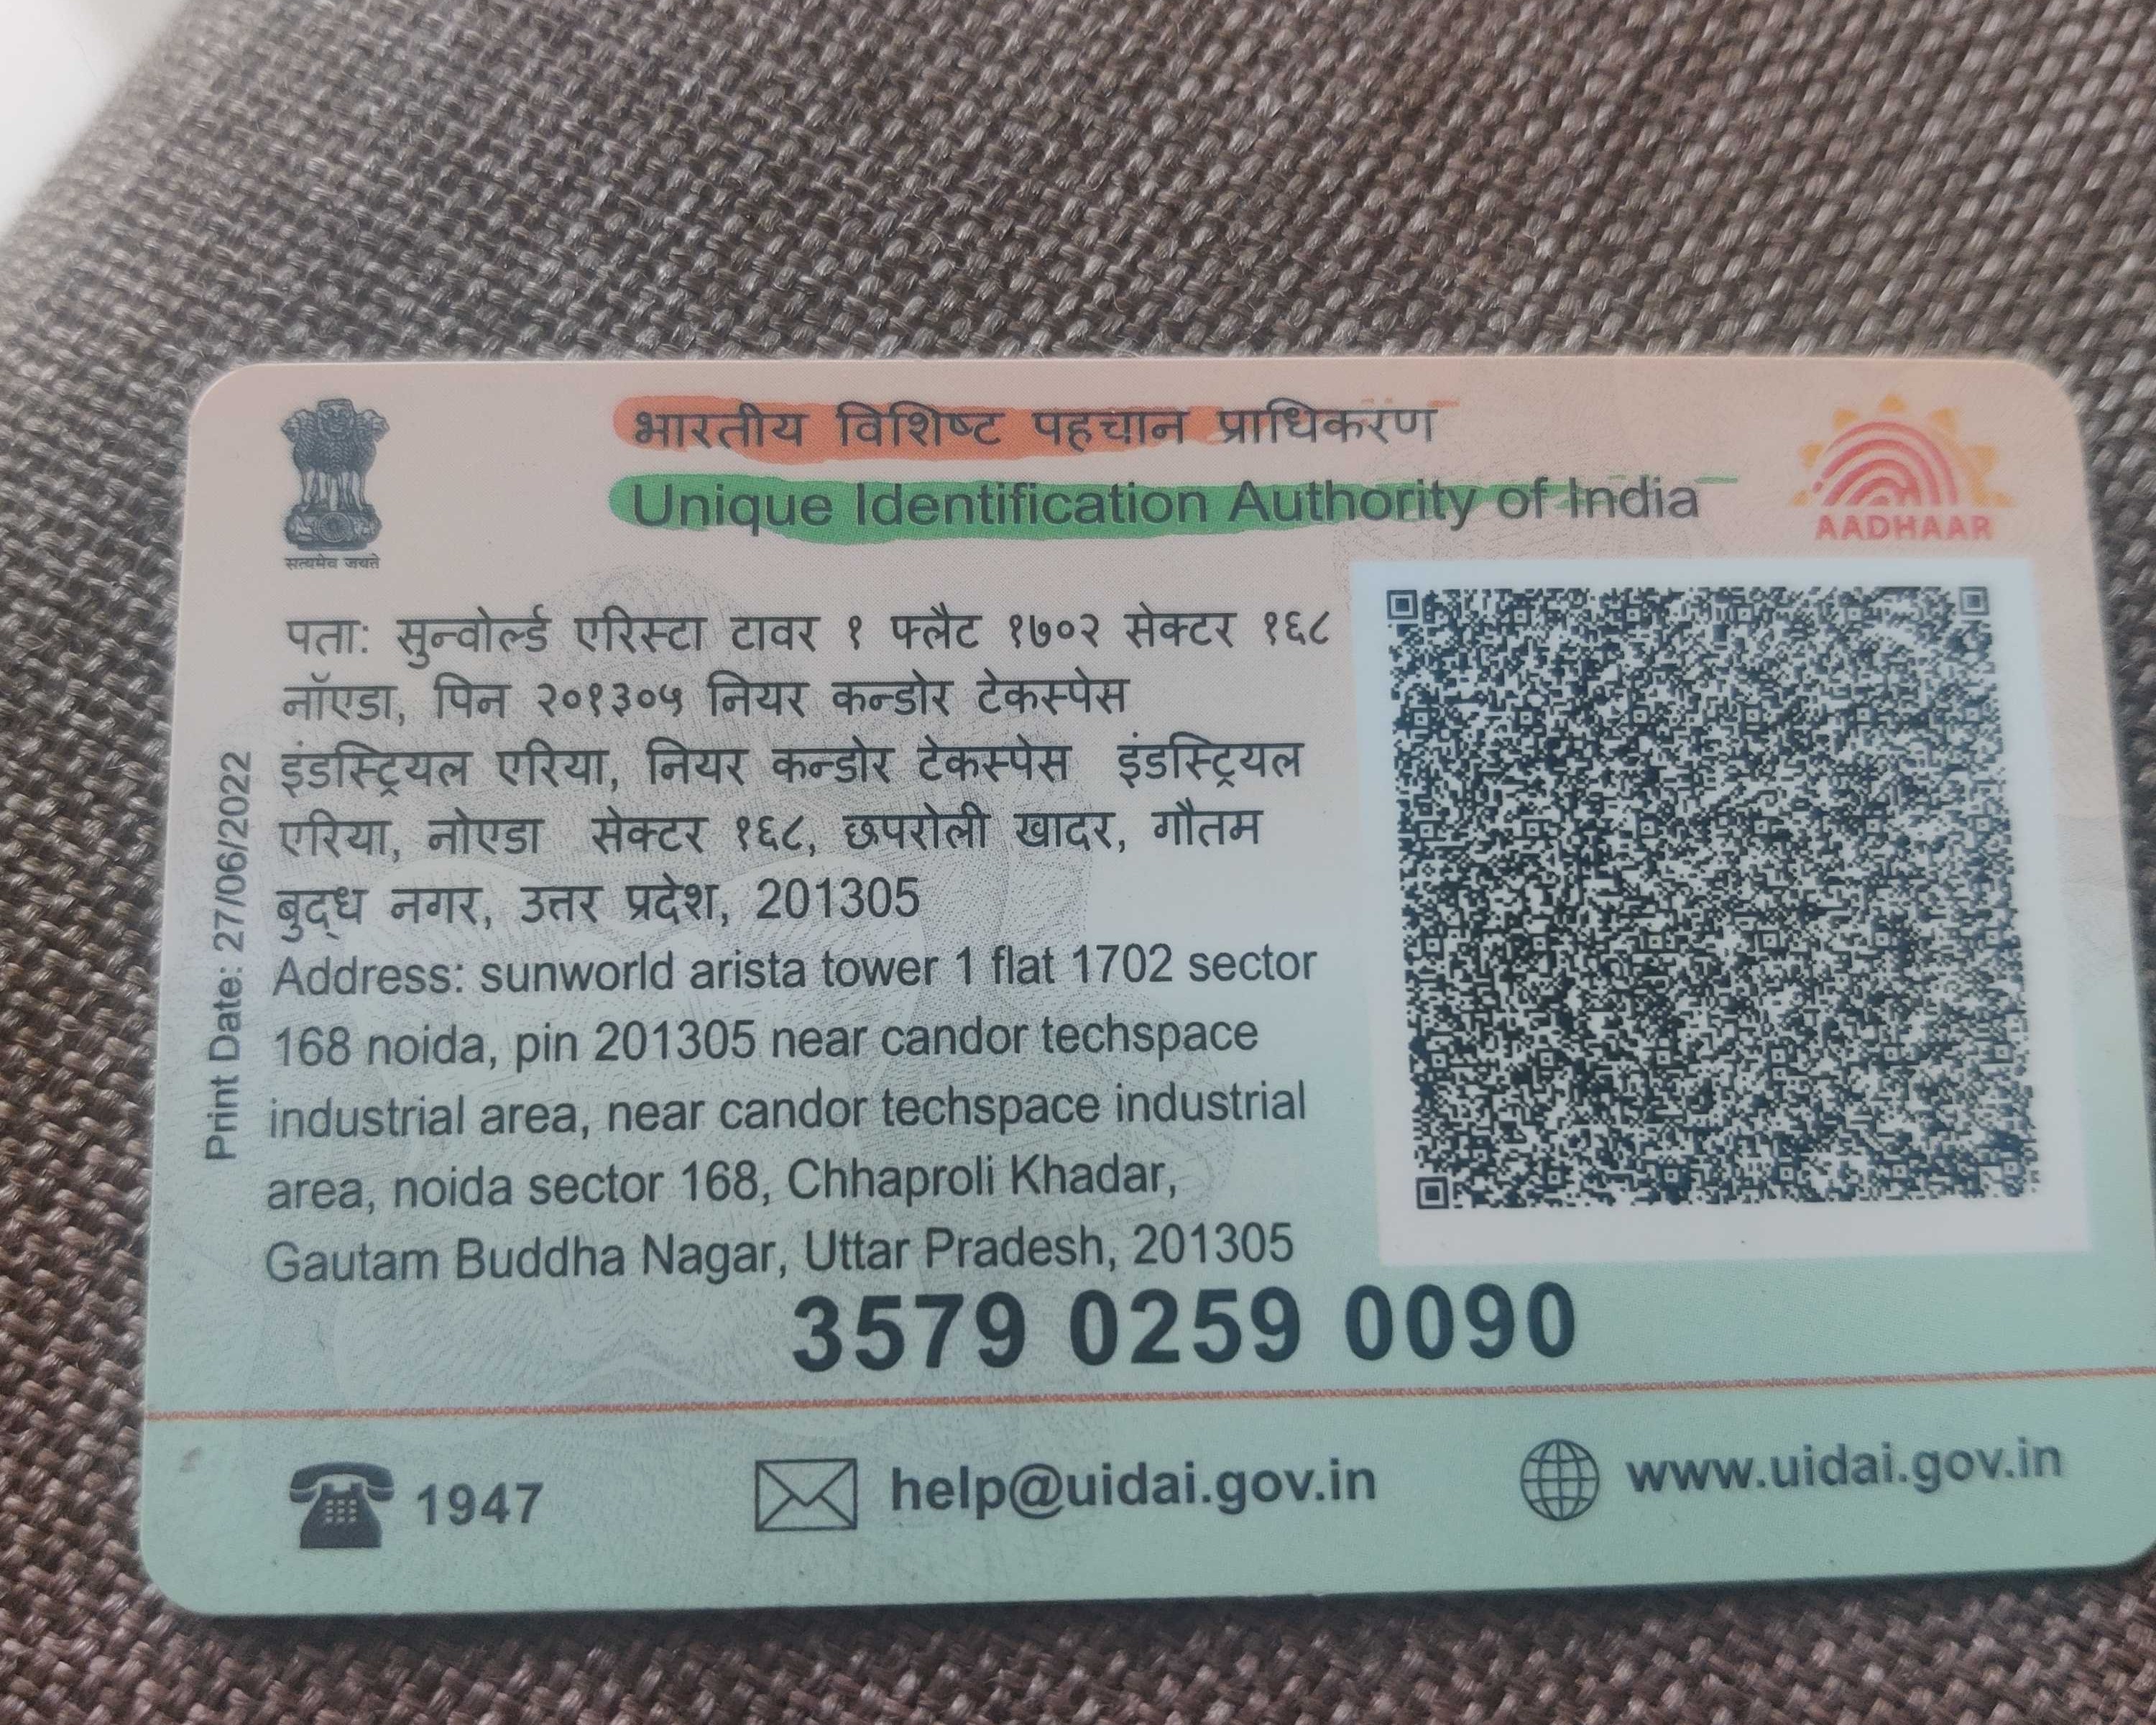 भारतीय विशिष्ट पहचान प्राधिकरण
Unique Identification Authority of India
सत्यमेव जयते
AADHAAR
पता: सुन्वोर्ल्ड एरिस्टा टावर १ फ्लैट १७०२ सेक्टर १६८
नॉएडा, पिन २०१३०५ नियर कन्डोर टेकस्पेस
इंडस्ट्रियल एरिया, नियर कन्डोर टेकस्पेस इंडस्ट्रियल
एरिया, नोएडा सेक्टर १६८, छपरोली खादर, गौतम
बुद्ध नगर, उत्तर प्रदेश, 201305
Address: sunworld arista tower 1 flat 1702 sector
168 noida, pin 201305 near candor techspace
industrial area, near candor techspace industrial
area, noida sector 168, Chhaproli Khadar,
Gautam Buddha Nagar, Uttar Pradesh, 201305
Print Date: 27/06/2022
3579 0259 0090
1947
help@uidai.gov.in
www.uidai.gov.in